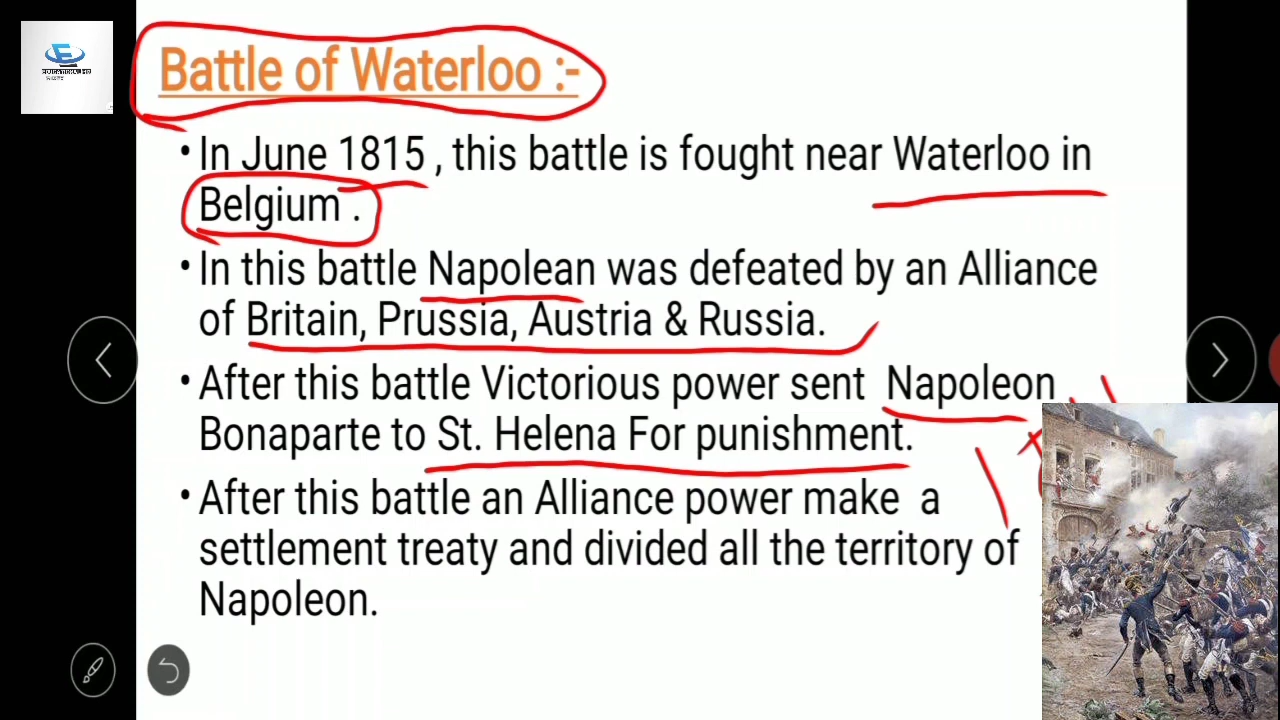 EDUCATIONAL HU
Battle of Waterloo :-
• In June 1815 , this battle is fought near Waterloo in
Belgium .
• In this battle Napolean was defeated by an Alliance
of Britain, Prussia, Austria & Russia.
• After this battle Victorious power sent Napoleon
Bonaparte to St. Helena For punishment.
• After this battle an Alliance power make a
settlement treaty and divided all the territory of
Napoleon.